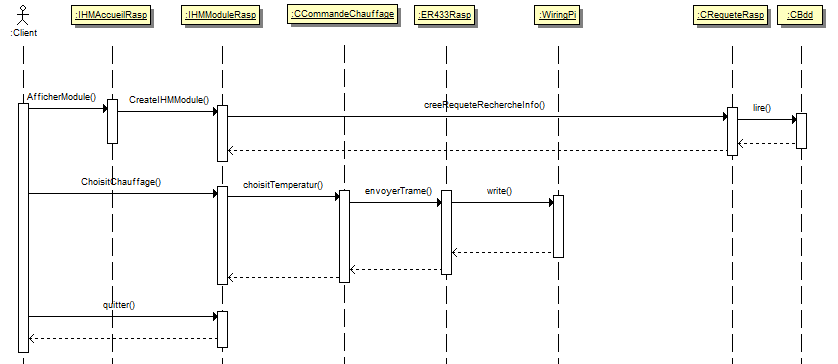 :IHMAccueilRasp
:IHMModuleRasp
:CCommandeChauffage
:ER433Rasp
:WiringPi
:CRequeteRasp
:CBdd
:Client
AfficherModule()
CreateIHMModule()
creeRequeteRechercheInfo()
lire()
ChoisitChauffage()
choisitTemperatur()
envoyerTrame()
write()
quitter()